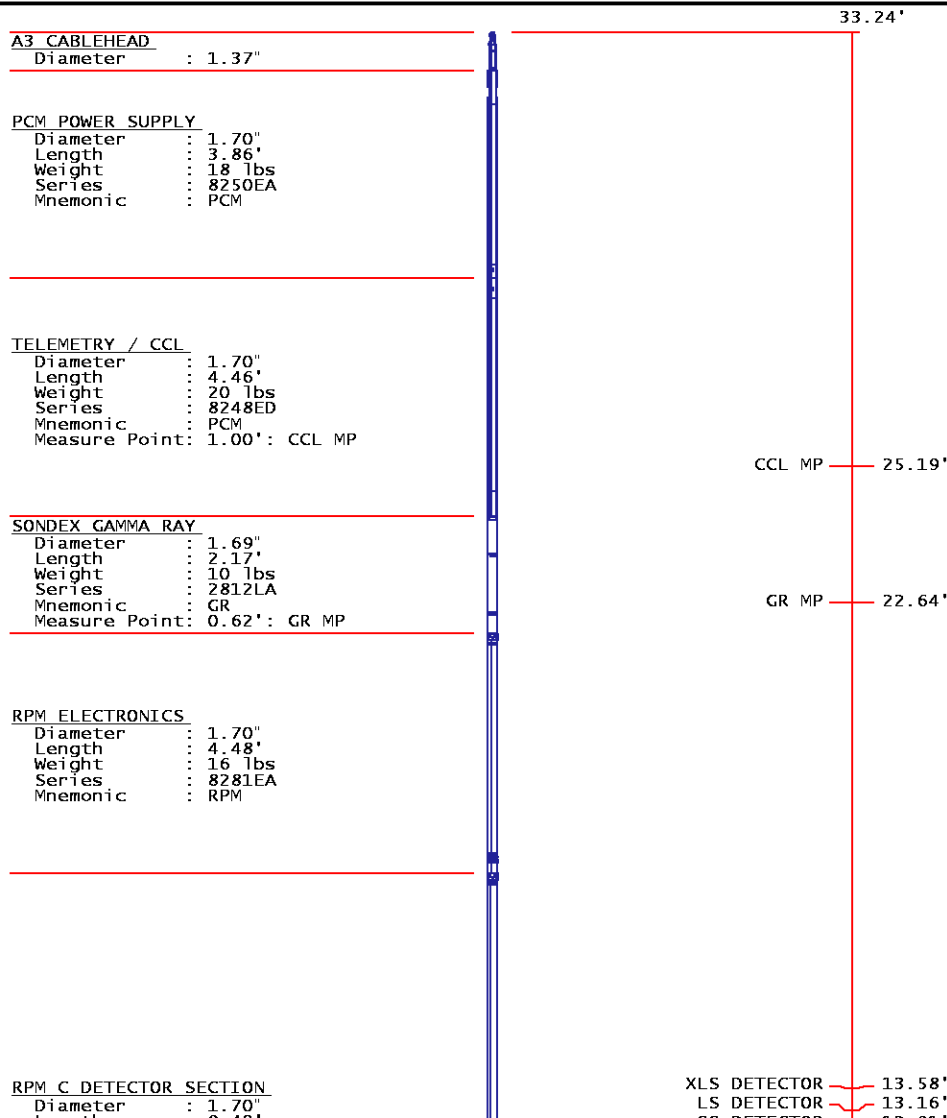 33.24'
A3 CABLEHEAD
Diameter : 1.37"
PCM POWER SUPPLY
Diameter : 1.70"
Length : 3.86'
Weight : 18 lbs
Series : 8250EA
Mnemonic : PCM
TELEMETRY / CCL
Diameter : 1.70"
Length : 4.46'
Weight : 20 lbs
Series : 8248ED
Mnemonic : PCM
Measure Point: 1.00': CCL MP
CCL MP 25.19'
SONDEX GAMMA RAY
Diameter : 1.69"
Length : 2.17'
Weight : 10 lbs
Series : 2812LA
Mnemonic : GR
Measure Point: 0.62': GR MP
GR MP 22.64'
RPM ELECTRONICS
Diameter : 1.70"
Length : 4.48'
Weight : 16 lbs
Series : 8281EA
Mnemonic : RPM
RPM C DETECTOR SECTION
Diameter : 1.70"
XLS DETECTOR 13.58'
LS DETECTOR 13.16'